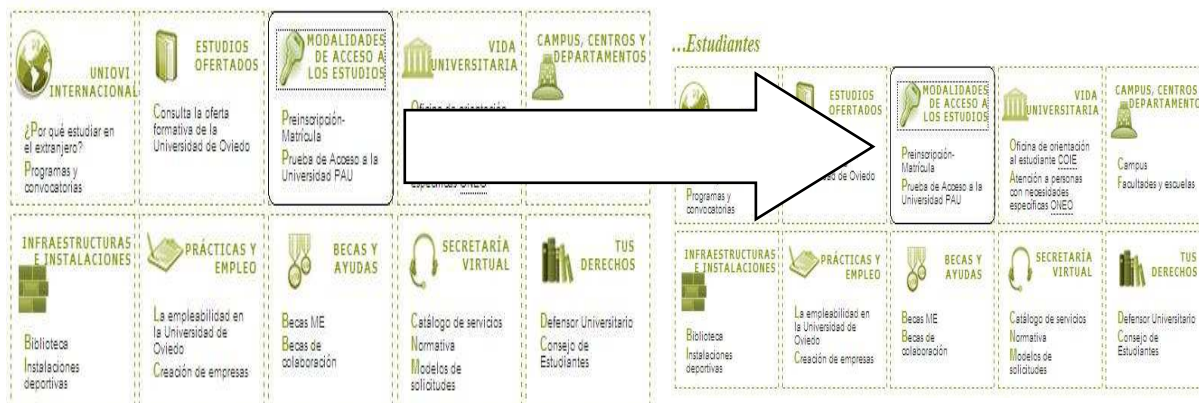 UNIOVI
INTERNACIONAL
¿Por qué estudiar en
el extranjero?
Programas y
convocatorias
ESTUDIOS
OFERTADOS
Consulta la oferta
formativa de la
Universidad de Oviedo
MODALIDADES
DE ACCESO A
LOS ESTUDIOS
Preinscripción-
Matrícula
Prueba de Acceso a la
Universidad PAU
VIDA
UNIVERSITARIA
Oficina de orientación
específicas ONEO
CAMPUS, CENTROS Y
DEPARTAMENTOS
INFRAESTRUCTURAS
E INSTALACIONES
Biblioteca
Instalaciones
deportivas
PRÁCTICAS Y
EMPLEO
La empleabilidad en
la Universidad de
Oviedo
Creación de empresas
BECAS Y
AYUDAS
Becas ME
Becas de
colaboración
SECRETARÍA
VIRTUAL
Catálogo de servicios
Normativa
Modelos de
solicitudes
TUS
DERECHOS
Defensor Universitario
Consejo de
Estudiantes
...Estudiantes
Programas y
convocatorias
ESTUDIOS
OFERTADOS
de Oviedo
MODALIDADES
DE ACCESO A
LOS ESTUDIOS
Preinscripción-
Matrícula
Prueba de Acceso a la
Universidad PAU
VIDA
UNIVERSITARIA
Oficina de orientación
al estudiante COIE
Atención a personas
con necesidades
específicas ONEO
CAMPUS, CENTROS
DEPARTAMENTO
Campus
Facultades y escuelas
INFRAESTRUCTURAS
E INSTALACIONES
Biblioteca
Instalaciones
deportivas
PRÁCTICAS Y
EMPLEO
La empleabilidad en
la Universidad de
Oviedo
Creación de empresas
BECAS Y
AYUDAS
Becas ME
Becas de
colaboración
SECRETARÍA
VIRTUAL
Catálogo de servicios
Normativa
Modelos de
solicitudes
TUS
DERECHOS
Defensor Universitario
Consejo de
Estudiantes